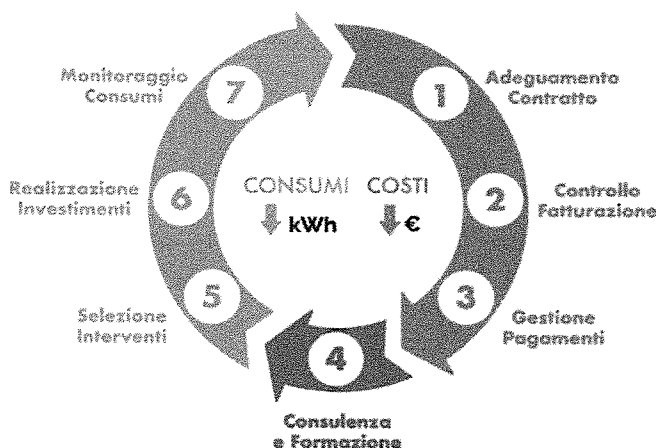 1
Adeguamento
Contratto
2
Controllo
Fatturazione
3
Gestione
Pagamenti
4
Consulenza
e Formazione
5
Selezione
Interventi
6
Realizzazione
Investimenti
7
Monitoraggio
Consumi
CONSUMI COSTI
kWh €